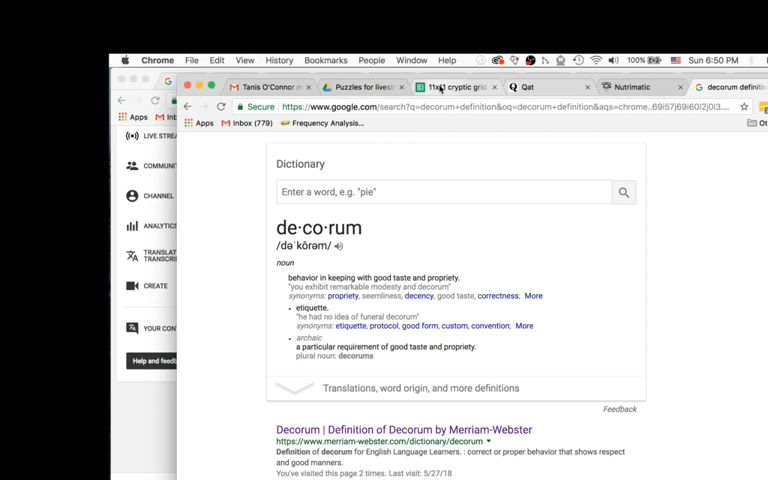 Chrome File Edit View History Bookmarks People Window Help 100% Sun 6:50 PM
Tanis O'Connor m Puzzles for livestr 11x11 cryptic grid Qat Nutrimatic decorum definitio
Secure https://www.google.com/search?q=decorum+definition&oq=decorum+definition&aqs=chrome..69i57j69i60l2j0l3....
Apps Inb Apps Inbox (779) Frequency Analysis... Ot
LIVE STREA
COMMUNI
CHANNEL
ANALYTICS
TRANSLAT
TRANSCRI
CREATE
YOUR CON
Help and feedb
Dictionary
Enter a word, e.g. "pie"
de·co·rum
/dəˈkôrəm/
noun
behavior in keeping with good taste and propriety.
"you exhibit remarkable modesty and decorum"
synonyms: propriety, seemliness, decency, good taste, correctness; More
• etiquette.
"he had no idea of funeral decorum"
synonyms: etiquette, protocol, good form, custom, convention; More
• archaic
a particular requirement of good taste and propriety.
plural noun: decorums
Translations, word origin, and more definitions
Feedback
Decorum | Definition of Decorum by Merriam-Webster
https://www.merriam-webster.com/dictionary/decorum
Definition of decorum for English Language Learners. : correct or proper behavior that shows respect
and good manners.
You've visited this page 2 times. Last visit: 5/27/18